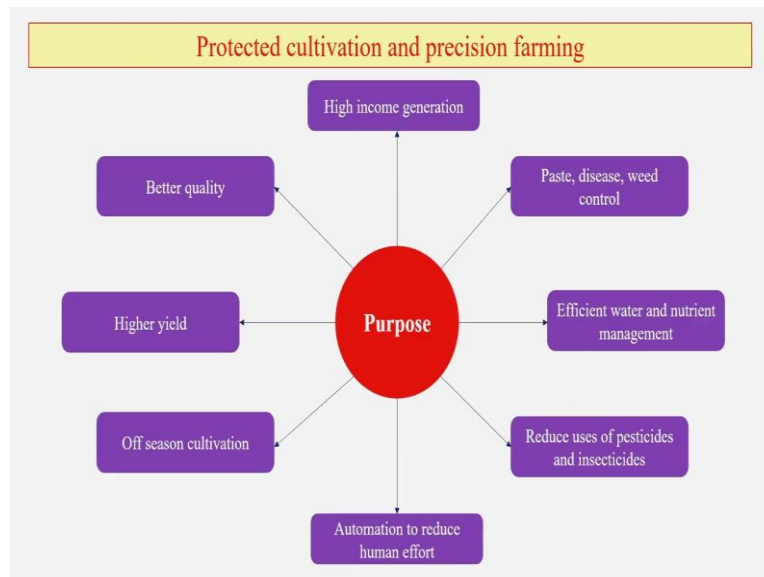 Protected cultivation and precision farming
High income generation
Better quality
Paste, disease, weed
control
Higher yield
Purpose
Efficient water and nutrient
management
Off season cultivation
Reduce uses of pesticides
and insecticides
Automation to reduce
human effort